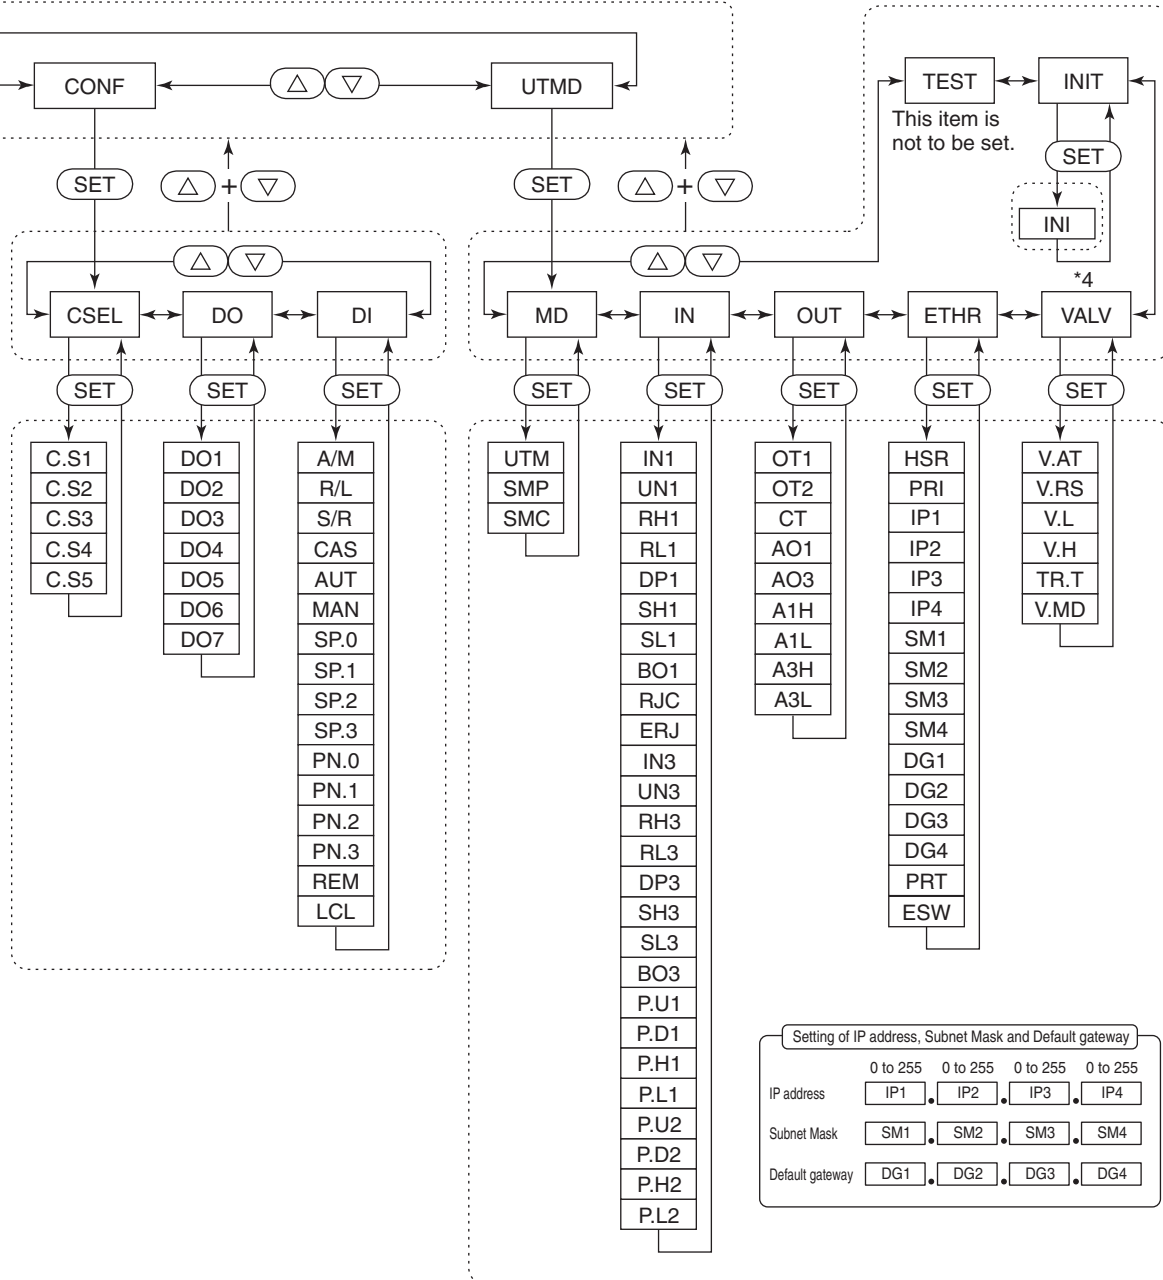 CONF
UTMD
TEST
INIT
This item is
not to be set.
SET
+
SET
+
SET
INI
*4
CSEL
DO
DI
MD
IN
OUT
ETHR
VALV
SET
SET
SET
SET
SET
SET
SET
SET
C.S1
C.S2
C.S3
C.S4
C.S5
DO1
DO2
DO3
DO4
DO5
DO6
DO7
A/M
R/L
S/R
CAS
AUT
MAN
SP.0
SP.1
SP.2
SP.3
PN.0
PN.1
PN.2
PN.3
REM
LCL
UTM
SMP
SMC
IN1
UN1
RH1
RL1
DP1
SH1
SL1
BO1
RJC
ERJ
IN3
UN3
RH3
RL3
DP3
SH3
SL3
BO3
P.U1
P.D1
P.H1
P.L1
P.U2
P.D2
P.H2
P.L2
OT1
OT2
CT
AO1
AO3
A1H
A1L
A3H
A3L
HSR
PRI
IP1
IP2
IP3
IP4
SM1
SM2
SM3
SM4
DG1
DG2
DG3
DG4
PRT
ESW
V.AT
V.RS
V.L
V.H
TR.T
V.MD
Setting of IP address, Subnet Mask and Default gateway
0 to 255 0 to 255 0 to 255 0 to 255
IP address IP1 . IP2 . IP3 . IP4
Subnet Mask SM1 . SM2 . SM3 . SM4
Default gateway DG1 . DG2 . DG3 . DG4